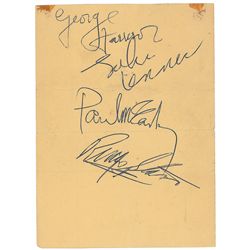 George
Harrison
John
Lennon
Paul McCartney
Ringo Starr